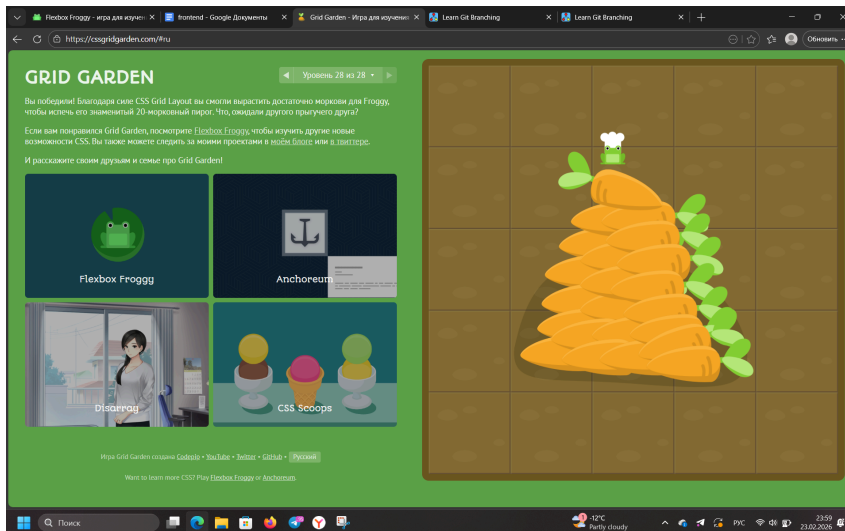 Flexbox Froggy - игра для изучен
frontend - Google Документы
Grid Garden - Игра для изучения
Learn Git Branching
Learn Git Branching
https://cssgridgarden.com/#ru
Обновить
GRID GARDEN
Уровень 28 из 28
Вы победили! Благодаря силе CSS Grid Layout вы смогли вырастить достаточно моркови для Froggy,
чтобы испечь его знаменитый 20-морковный пирог. Что, ожидали другого прыгучего друга?
Если вам понравился Grid Garden, посмотрите Flexbox Froggy, чтобы изучить другие новые
возможности CSS. Вы также можете следить за моими проектами в моём блоге или в твиттере.
И расскажите своим друзьям и семье про Grid Garden!
Flexbox Froggy
Anchoreum
Disarray
CSS Scoops
Игра Grid Garden создана Codepip • YouTube • Twitter • GitHub • Русский
Want to learn more CSS? Play Flexbox Froggy or Anchoreum.
Поиск
-12°C
Partly cloudy
РУС
23:59
23.02.2026